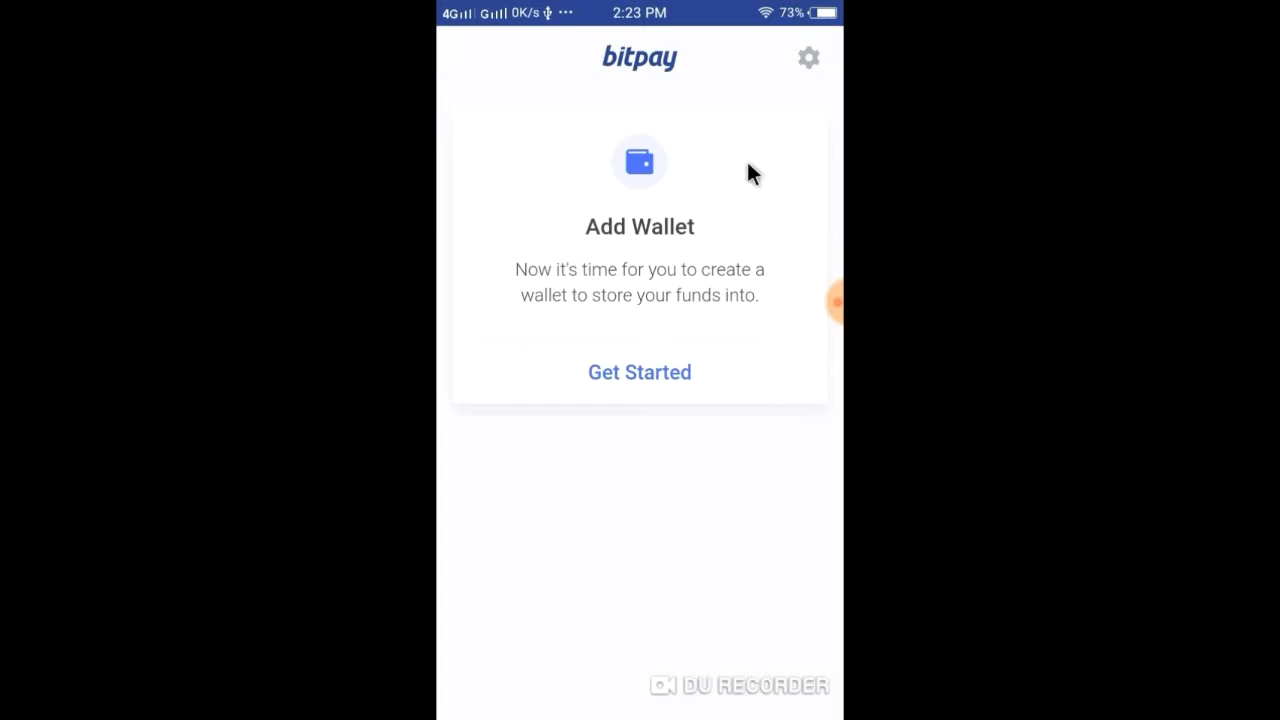 4G G 0K/s 2:23 PM 73%
bitpay
Add Wallet
Now it's time for you to create a
wallet to store your funds into.
Get Started
DU RECORDER